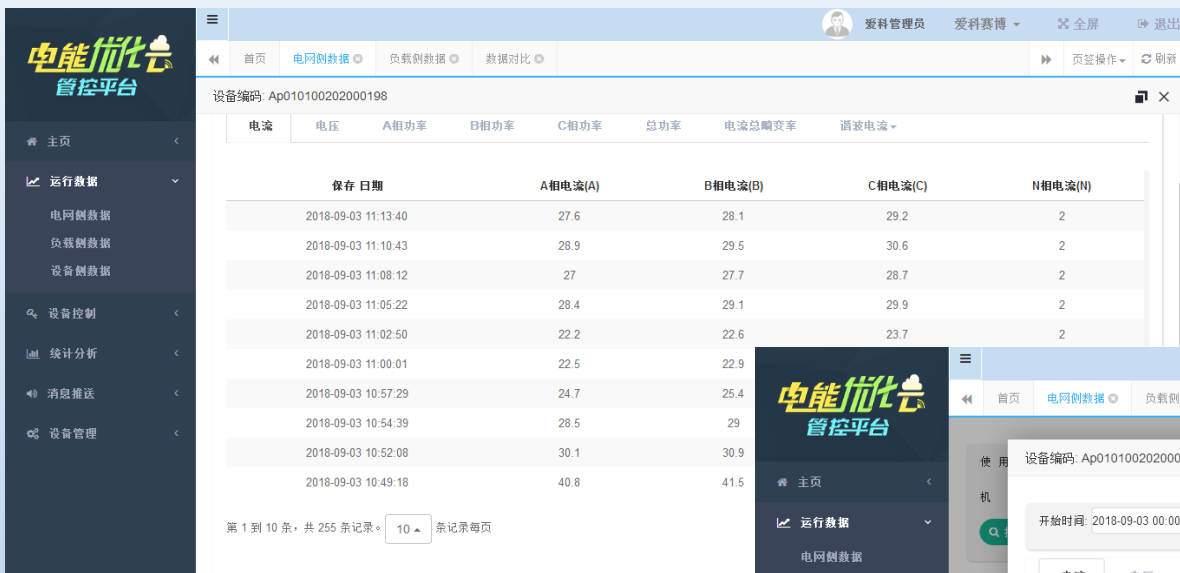 电能优化云
管控平台
主页
运行数据
电网侧数据
负载侧数据
设备侧数据
设备控制
统计分析
消息推送
设备管理
爱科管理员 爱科赛博 全屏 退出
首页 电网侧数据 负载侧数据 数据对比 页签操作 刷新
设备编码: Ap010100202000198
电流 电压 A相功率 B相功率 C相功率 总功率 电流总畸变率 谐波电流
保存 日期 A相电流(A) B相电流(B) C相电流(C) N相电流(N)
2018-09-03 11:13:40 27.6 28.1 29.2 2
2018-09-03 11:10:43 28.9 29.5 30.6 2
2018-09-03 11:08:12 27 27.7 28.7 2
2018-09-03 11:05:22 28.4 29.1 29.9 2
2018-09-03 11:02:50 22.2 22.6 23.7 2
2018-09-03 11:00:01 22.5 22.9
2018-09-03 10:57:29 24.7 25.4
2018-09-03 10:54:39 28.5 29
2018-09-03 10:52:08 30.1 30.9
2018-09-03 10:49:18 40.8 41.5
第 1 到 10 条，共 255 条记录。 10 条记录每页
电能优化云
管控平台
主页
运行数据
电网侧数据
首页 电网侧数据 负载侧
使 用
机
设备编码: Ap010100202000
开始时间: 2018-09-03 00:00